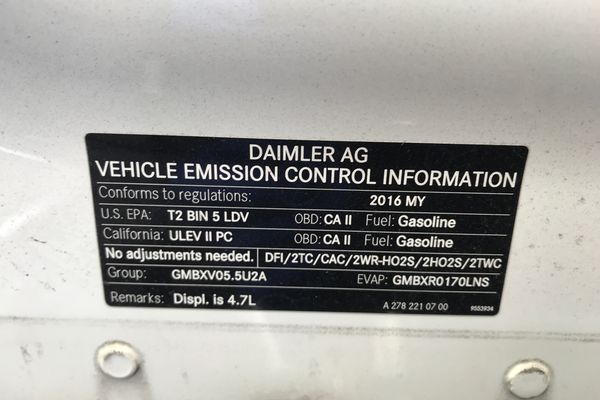 DAIMLER AG
VEHICLE EMISSION CONTROL INFORMATION
Conforms to regulations: 2016 MY
U.S. EPA: T2 BIN 5 LDV OBD: CA II Fuel: Gasoline
California: ULEV II PC OBD: CA II Fuel: Gasoline
No adjustments needed. DFI/2TC/CAC/2WR-HO2S/2HO2S/2TWC
Group: GMBXV05.5U2A EVAP: GMBXR0170LNS
Remarks: Displ. is 4.7L A 278 221 07 00 9553934